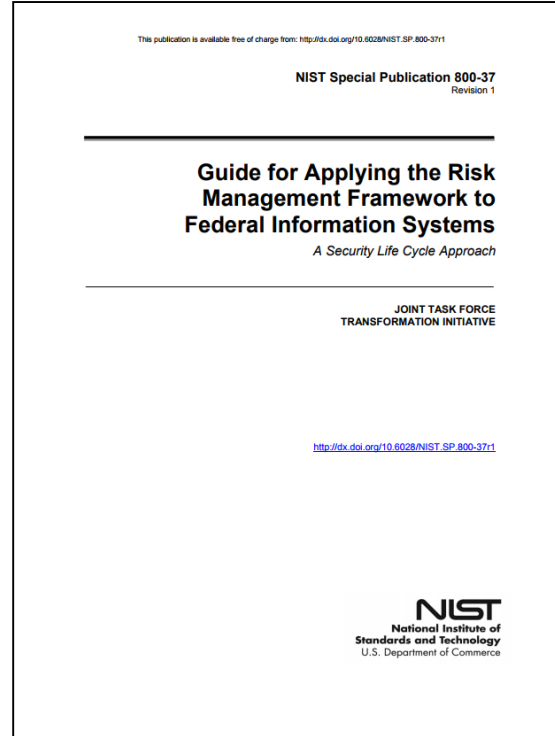 This publication is available free of charge from: http://dx.doi.org/10.6028/NIST.SP.800-37r1
NIST Special Publication 800-37
Revision 1
Guide for Applying the Risk
Management Framework to
Federal Information Systems
A Security Life Cycle Approach
JOINT TASK FORCE
TRANSFORMATION INITIATIVE
http://dx.doi.org/10.6028/NIST.SP.800-37r1
NIST
National Institute of
Standards and Technology
U.S. Department of Commerce